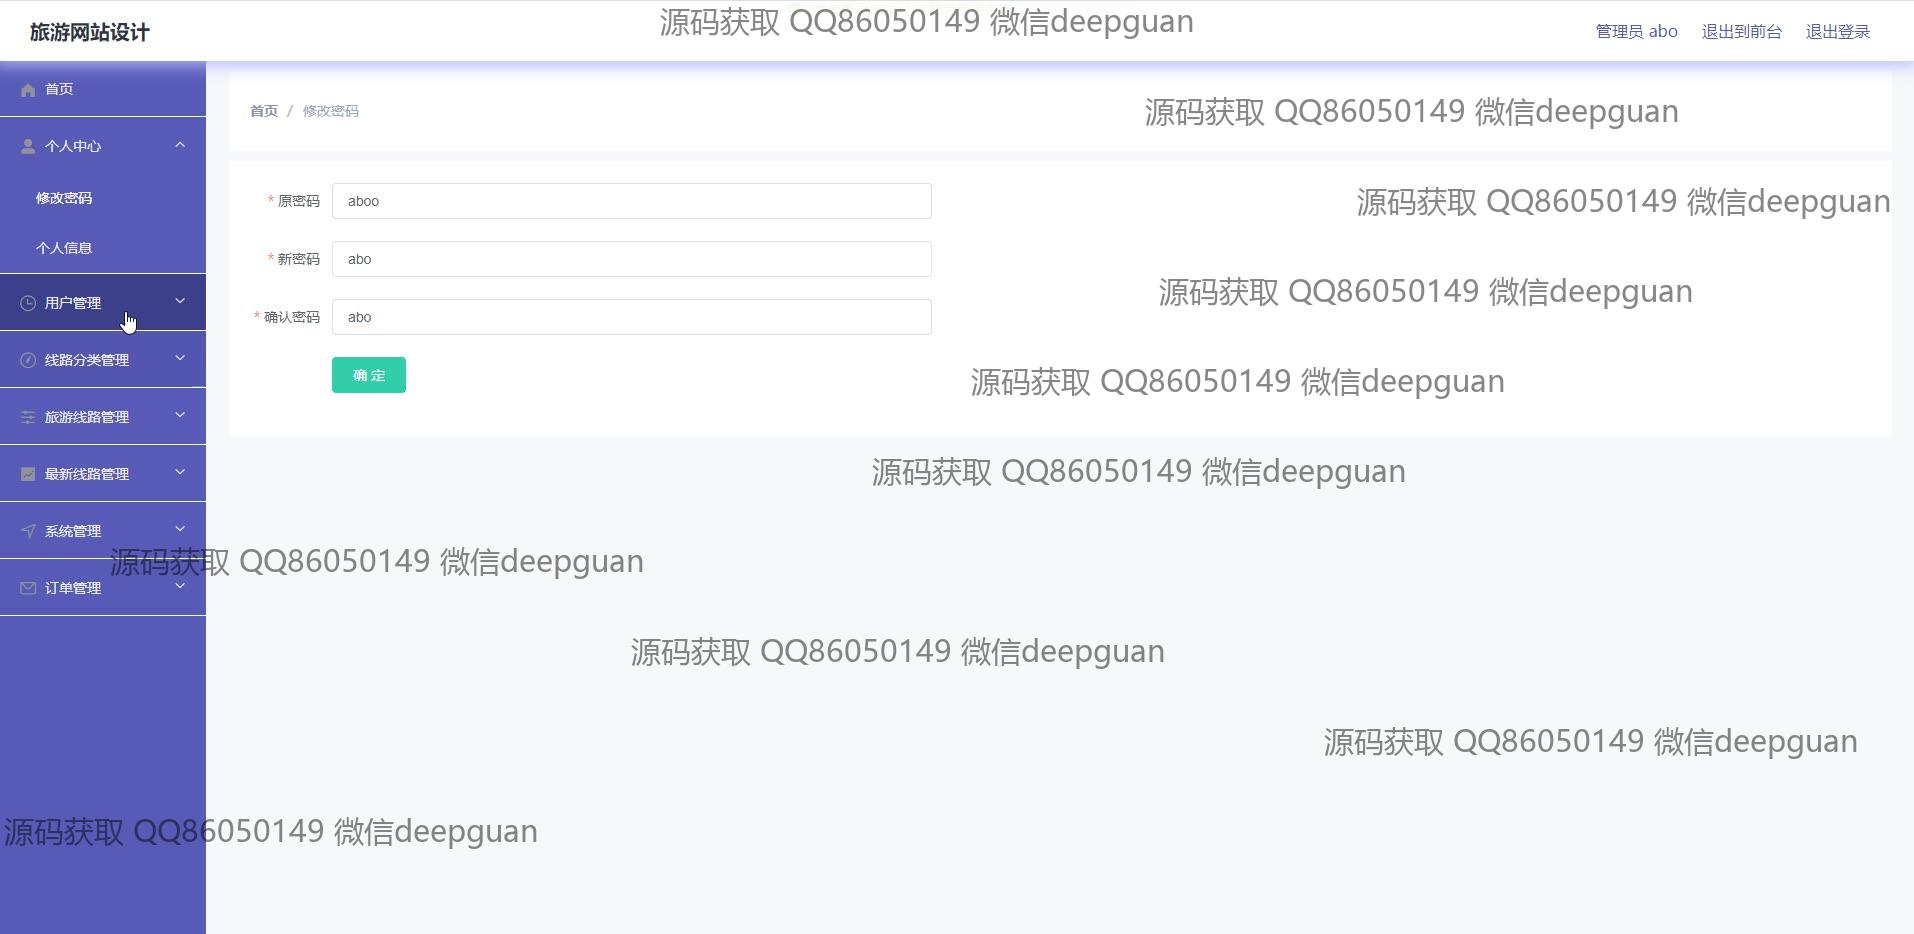 旅游网站设计
源码获取 QQ86050149 微信deepguan
管理员 abo 退出到前台 退出登录
首页
首页 / 修改密码
源码获取 QQ86050149 微信deepguan
个人中心
修改密码
个人信息
* 原密码 aboo
源码获取 QQ86050149 微信deepguan
* 新密码 abo
源码获取 QQ86050149 微信deepguan
用户管理
* 确认密码 abo
线路分类管理
确 定
源码获取 QQ86050149 微信deepguan
旅游线路管理
最新线路管理
源码获取 QQ86050149 微信deepguan
系统管理
源码获取 QQ86050149 微信deepguan
订单管理
源码获取 QQ86050149 微信deepguan
源码获取 QQ86050149 微信deepguan
源码获取 QQ86050149 微信deepguan